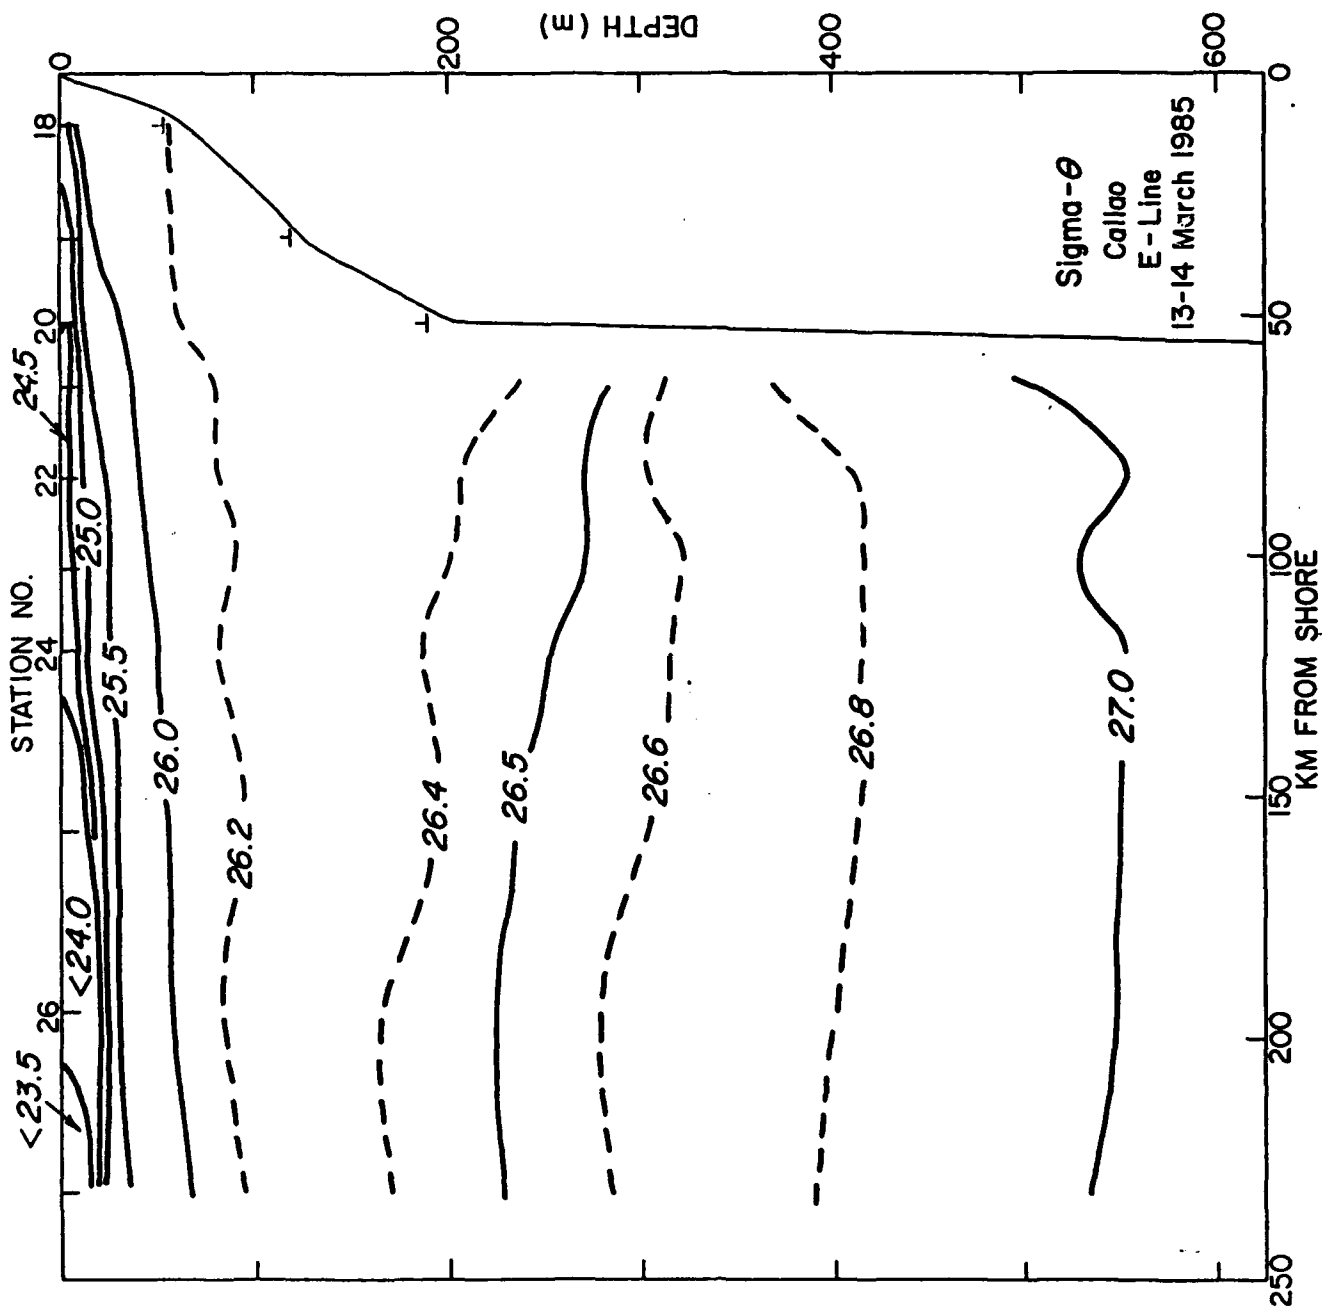 STATION NO.
26 24 22 20 18
<23.5
<24.0
24.5
25.0
25.5
26.0
26.2
26.4
26.5
26.6
26.8
27.0
0
200
400
600
DEPTH (m)
Sigma-θ
Callao
E-Line
13-14 March 1985
250 200 150 100 50 0
KM FROM SHORE